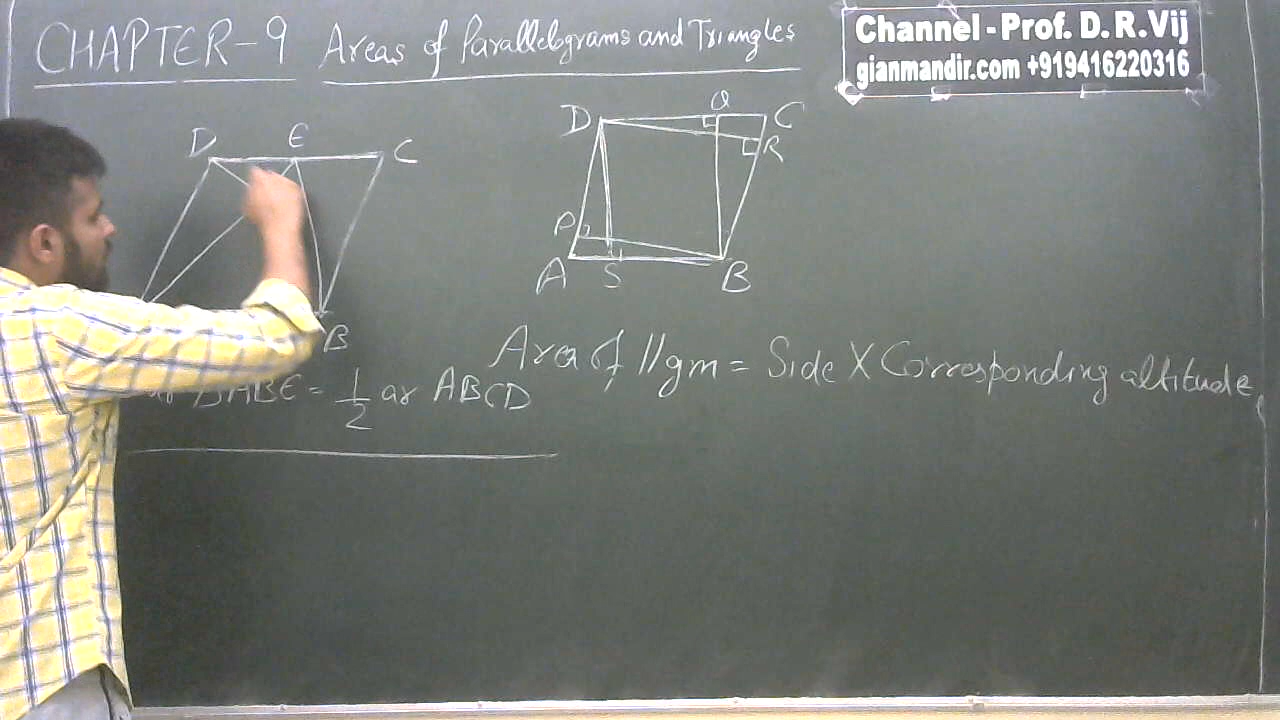 CHAPTER-9 Areas of Parallelograms and Triangles
Channel - Prof. D. R. Vij
gianmandir.com +919416220316
D E C
B
D Q C
R
P
A S B
Area of ||gm = Side X Corresponding altitude
ΔABE = 1/2 ar ABCD